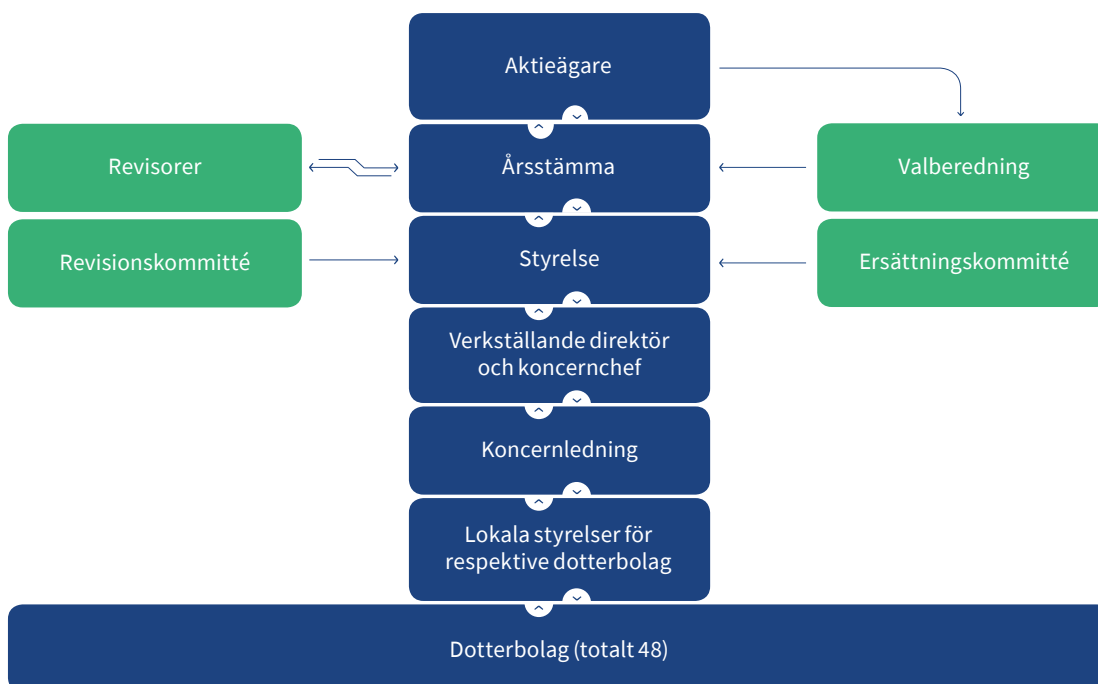 Aktieägare
Revisorer
Årsstämma
Valberedning
Revisionskommitté
Styrelse
Ersättningskommitté
Verkställande direktör
och koncernchef
Koncernledning
Lokala styrelser för
respektive dotterbolag
Dotterbolag (totalt 48)